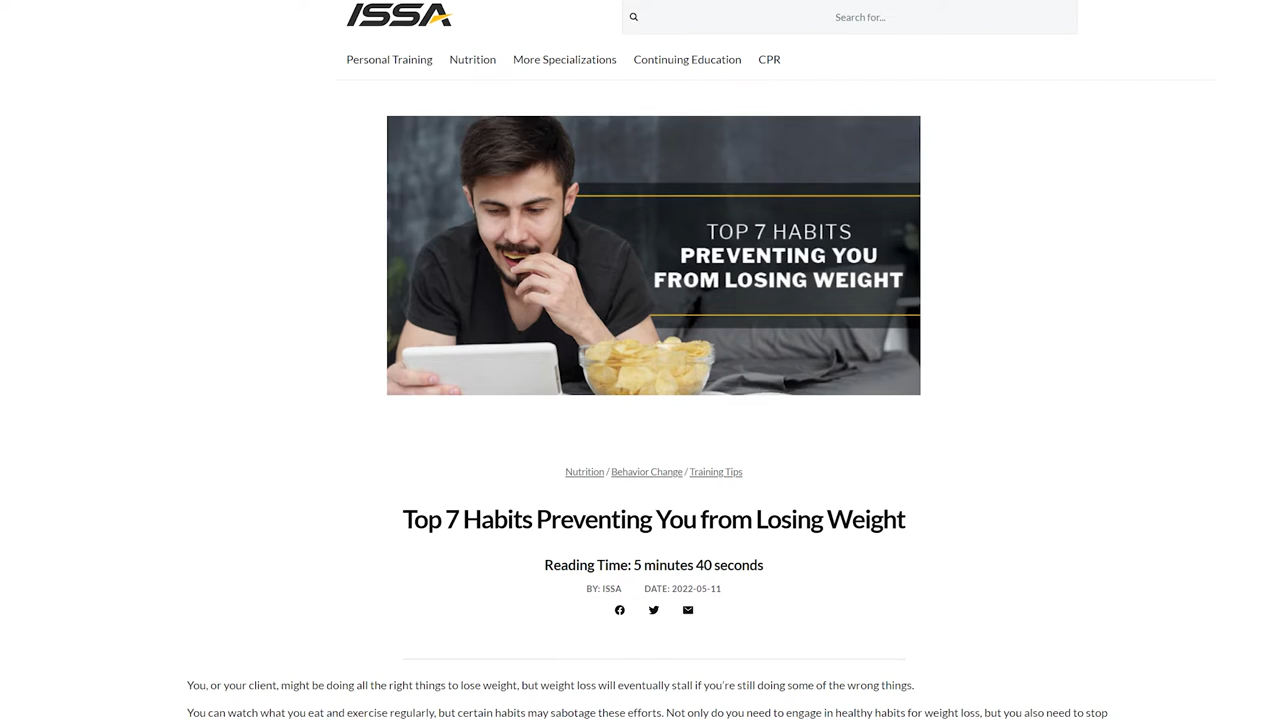 ISSA
Search for...
Personal Training Nutrition More Specializations Continuing Education CPR
TOP 7 HABITS
PREVENTING YOU
FROM LOSING WEIGHT
Nutrition / Behavior Change / Training Tips
Top 7 Habits Preventing You from Losing Weight
Reading Time: 5 minutes 40 seconds
BY: ISSA DATE: 2022-05-11
You, or your client, might be doing all the right things to lose weight, but weight loss will eventually stall if you're still doing some of the wrong things.
You can watch what you eat and exercise regularly, but certain habits may sabotage these efforts. Not only do you need to engage in healthy habits for weight loss, but you also need to stop